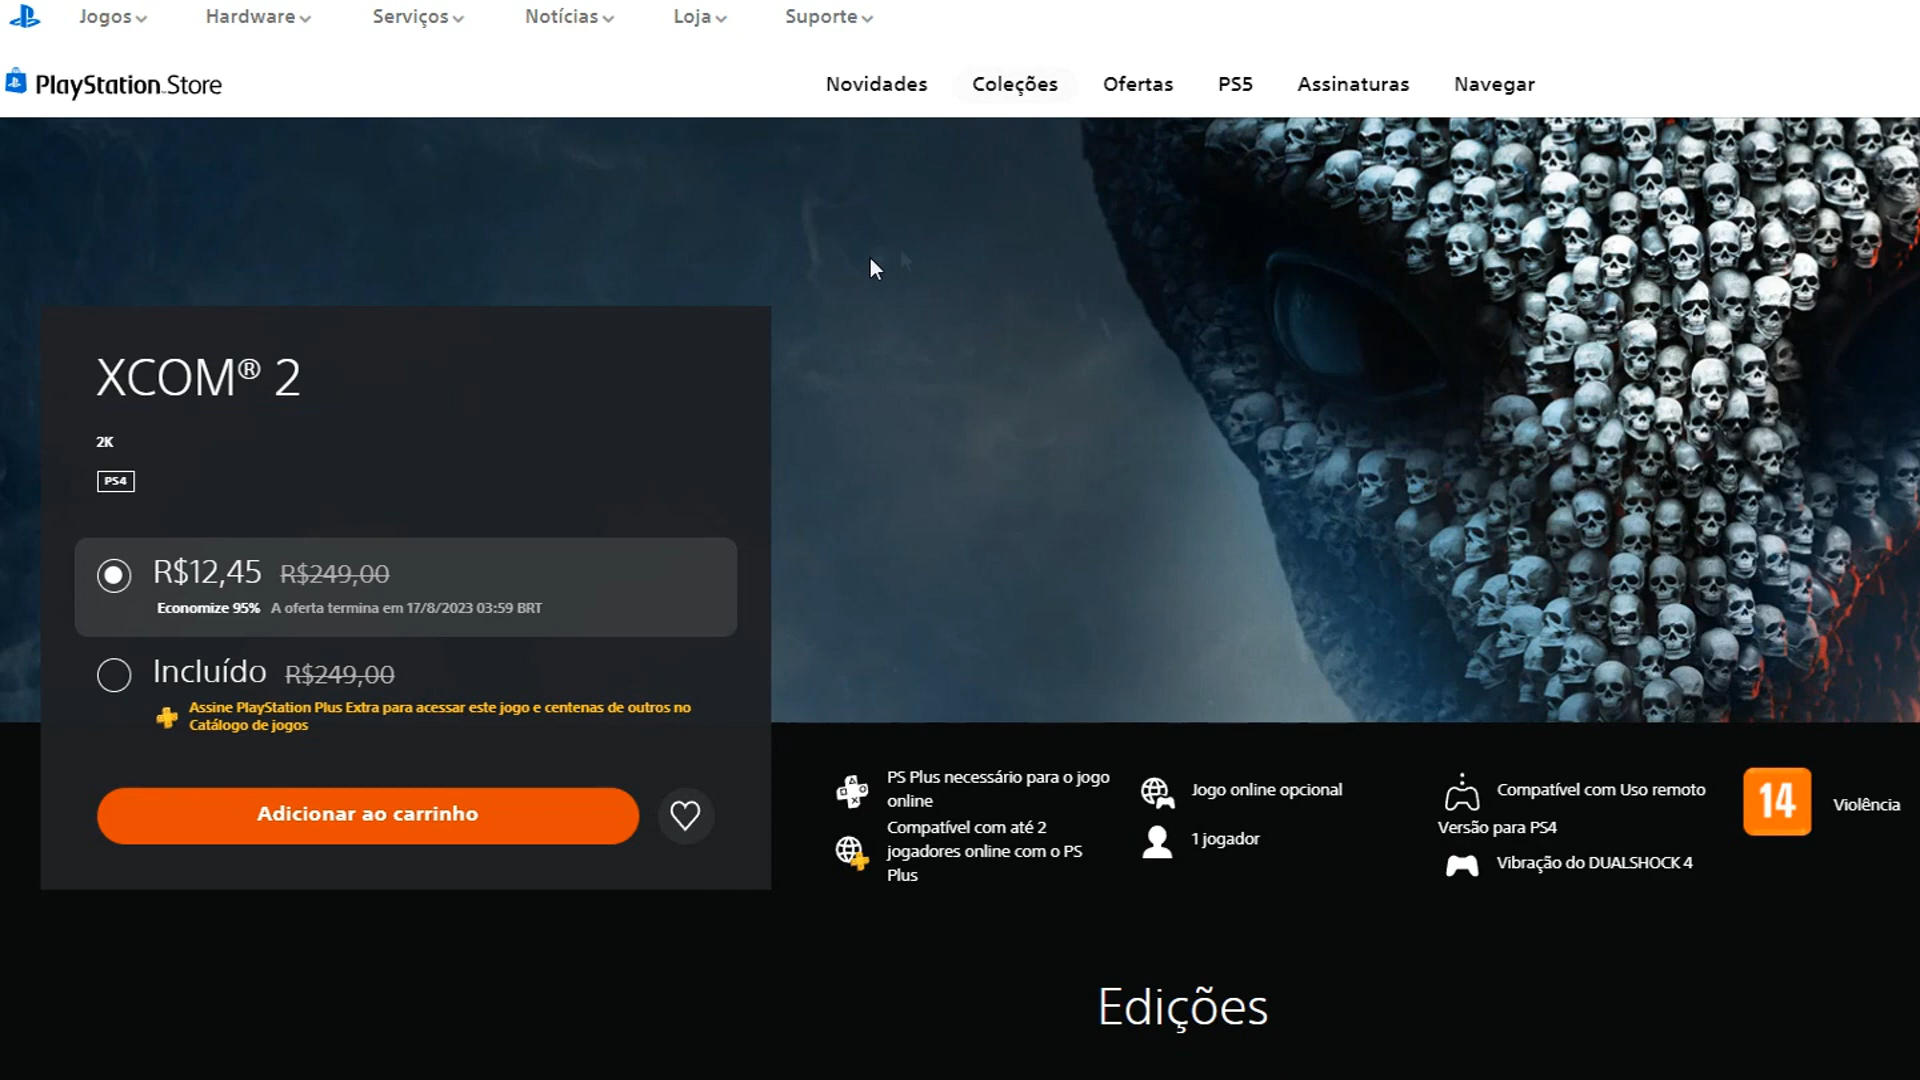 Jogos
Hardware
Serviços
Notícias
Loja
Suporte
PlayStation Store
Novidades
Coleções
Ofertas
PS5
Assinaturas
Navegar
XCOM® 2
2K
PS4
R$12,45 R$249,00
Economize 95% A oferta termina em 17/8/2023 03:59 BRT
Incluído R$249,00
Assine PlayStation Plus Extra para acessar este jogo e centenas de outros no
Catálogo de jogos
Adicionar ao carrinho
PS Plus necessário para o jogo
online
Compatível com até 2
jogadores online com o PS
Plus
Jogo online opcional
1 jogador
Compatível com Uso remoto
Versão para PS4
Vibração do DUALSHOCK 4
14
Violência
Edições